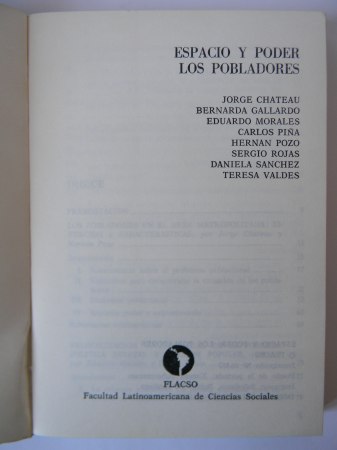 ESPACIO Y PODER
LOS POBLADORES
JORGE CHATEAU
BERNARDA GALLARDO
EDUARDO MORALES
CARLOS PIÑA
HERNAN POZO
SERGIO ROJAS
DANIELA SANCHEZ
TERESA VALDES
FLACSO
Facultad Latinoamericana de Ciencias Sociales